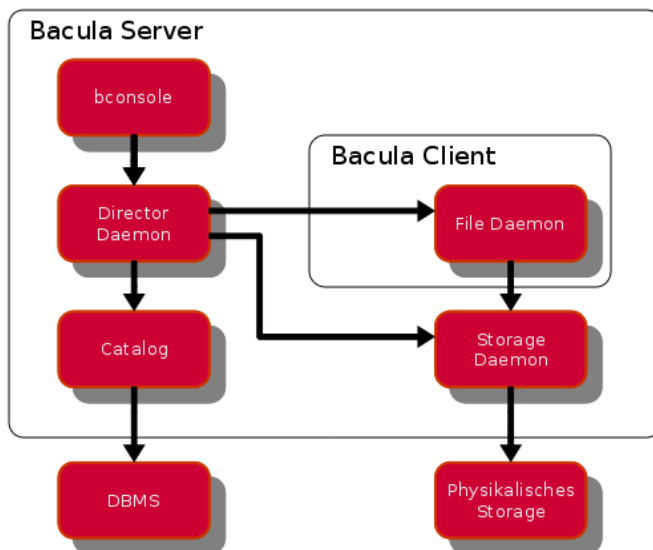 Bacula Server
bconsole
Bacula Client
Director
Daemon
File Daemon
Catalog
Storage
Daemon
DBMS
Physikalisches
Storage